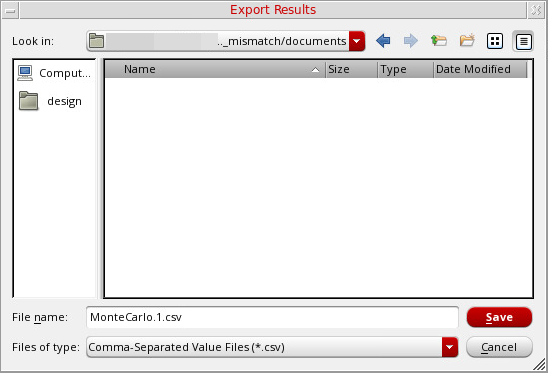 Export Results
Look in: .._mismatch/documents
Comput...
design
Name Size Type Date Modified
File name: MonteCarlo.1.csv Save
Files of type: Comma-Separated Value Files (*.csv) Cancel